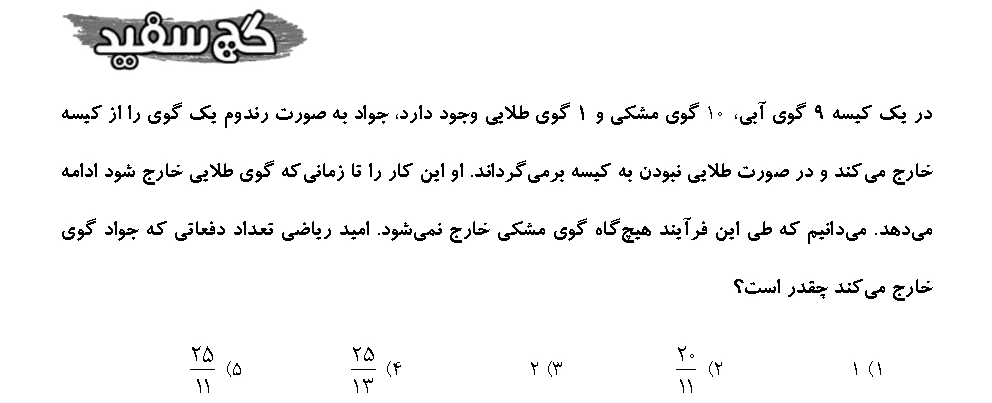 گچ سفید
در یک کیسه ۹ گوی آبی، ۱۰ گوی مشکی و ۱ گوی طلایی وجود دارد، جواد به صورت رندوم یک گوی را از کیسه
خارج می‌کند و در صورت طلایی نبودن به کیسه برمی‌گرداند. او این کار را تا زمانی‌که گوی طلایی خارج شود ادامه
می‌دهد. می‌دانیم که طی این فرآیند هیچ‌گاه گوی مشکی خارج نمی‌شود. امید ریاضی تعداد دفعاتی که جواد گوی
خارج می‌کند چقدر است؟
۱) ۱ ۲) ۲۰/۱۱ ۳) ۲ ۴) ۲۵/۱۳ ۵) ۲۵/۱۱